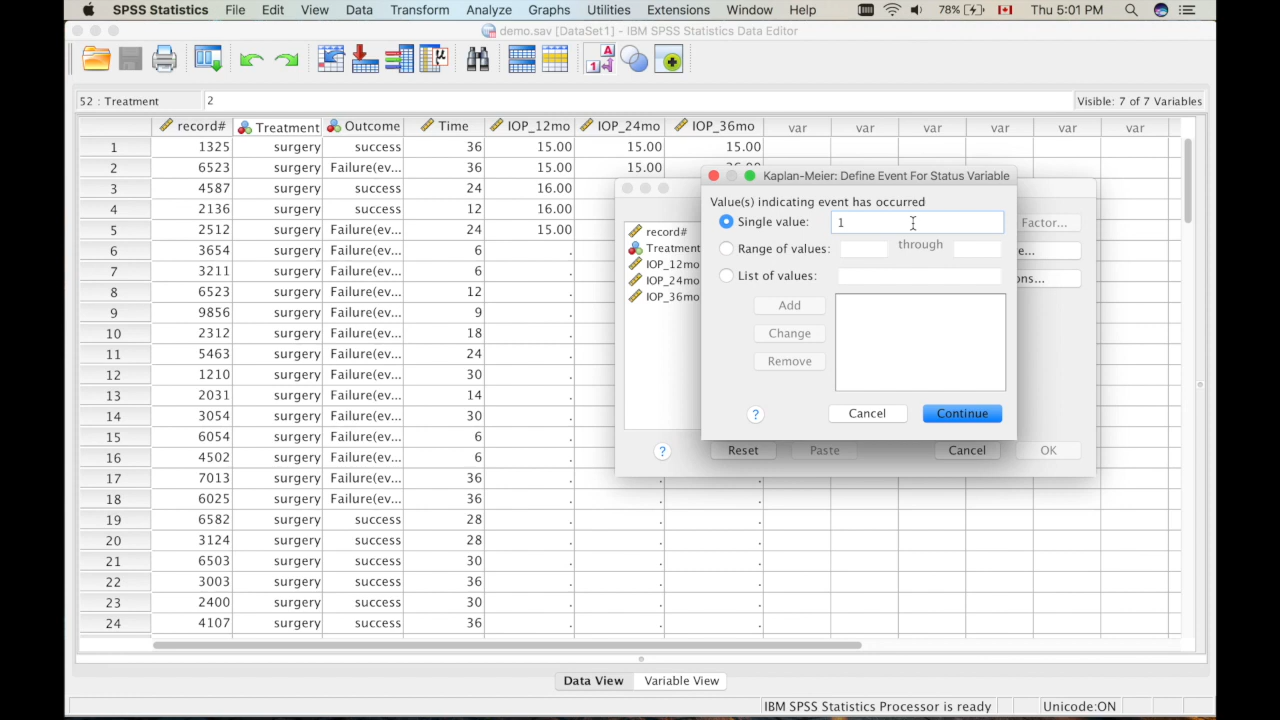 SPSS Statistics File Edit View Data Transform Analyze Graphs Utilities Extensions Window Help 78% Thu 5:01 PM
demo.sav [DataSet1] - IBM SPSS Statistics Data Editor
52 : Treatment 2 Visible: 7 of 7 Variables
record# Treatment Outcome Time IOP_12mo IOP_24mo IOP_36mo var var var var var var
1 1325 surgery success 36 15.00 15.00 15.00
2 6523 surgery Failure(ev... 36 15.00 15.00
3 4587 surgery success 24 16.00
4 2136 surgery success 12 16.00
5 2512 surgery Failure(ev... 24 15.00
6 3654 surgery Failure(ev... 6 .
7 3211 surgery Failure(ev... 6 .
8 6523 surgery Failure(ev... 12 .
9 9856 surgery Failure(ev... 9 .
10 2312 surgery Failure(ev... 18 .
11 5463 surgery Failure(ev... 24 .
12 1210 surgery Failure(ev... 30 .
13 2031 surgery Failure(ev... 14 .
14 3054 surgery Failure(ev... 30 .
15 6054 surgery Failure(ev... 6 .
16 4502 surgery Failure(ev... 6 .
17 7013 surgery Failure(ev... 36 . . .
18 6025 surgery Failure(ev... 36 . . .
19 6582 surgery success 28 . . .
20 3124 surgery success 28 . . .
21 6503 surgery success 30 . . .
22 3003 surgery success 36 . . .
23 2400 surgery success 30 . . .
24 4107 surgery success 36 . . .
record#
Treatment
IOP_12mo
IOP_24mo
IOP_36mo
Factor...
e...
ons...
? Reset Paste Cancel OK
Kaplan-Meier: Define Event For Status Variable
Value(s) indicating event has occurred
Single value: 1
Range of values: through
List of values:
Add
Change
Remove
? Cancel Continue
Data View Variable View
IBM SPSS Statistics Processor is ready Unicode:ON